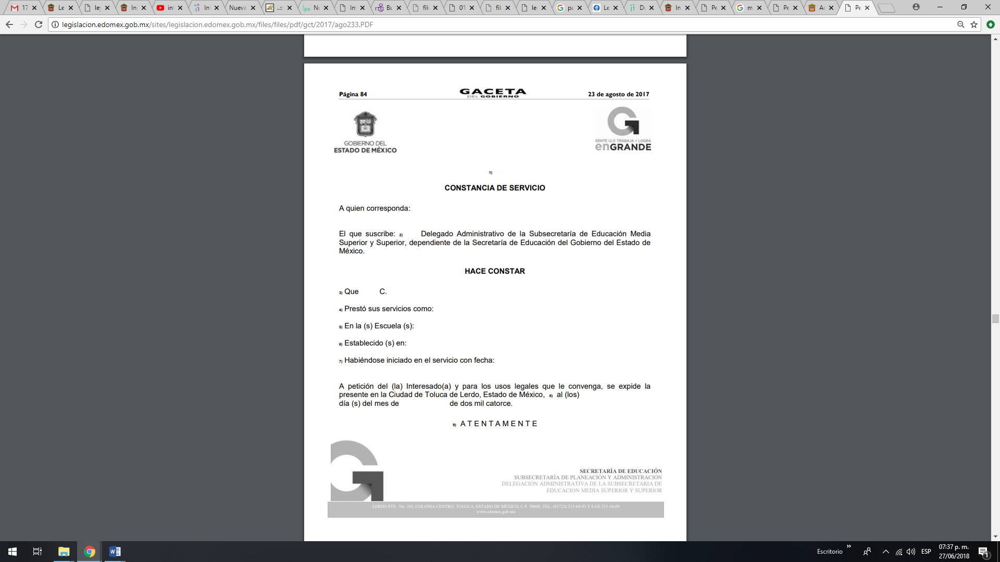 17
Le
ley
Ini
int
Int
Nueva
..::
No
Ins
Bu
file
01
file
le
pa
Le
De
In
Pe
m
Pe
Ac
Pe
legislacion.edomex.gob.mx/sites/legislacion.edomex.gob.mx/files/files/pdf/gct/2017/ago233.PDF
Página 84
GACETA
DEL GOBIERNO
23 de agosto de 2017
GOBIERNO DEL
ESTADO DE MÉXICO
GENTE QUE TRABAJA Y LOGRA
enGRANDE
1)
CONSTANCIA DE SERVICIO
A quien corresponda:
El que suscribe: 2) Delegado Administrativo de la Subsecretaría de Educación Media
Superior y Superior, dependiente de la Secretaría de Educación del Gobierno del Estado de
México.
HACE CONSTAR
3) Que C.
4) Prestó sus servicios como:
5) En la (s) Escuela (s):
6) Establecido (s) en:
7) Habiéndose iniciado en el servicio con fecha:
A petición del (la) Interesado(a) y para los usos legales que le convenga, se expide la
presente en la Ciudad de Toluca de Lerdo, Estado de México, 8) al (los)
día (s) del mes de de dos mil catorce.
9) A T E N T A M E N T E
SECRETARÍA DE EDUCACIÓN
SUBSECRETARÍA DE PLANEACIÓN Y ADMINISTRACIÓN
DELEGACIÓN ADMINISTRATIVA DE LA SUBSECRETARIA DE
EDUCACION MEDIA SUPERIOR Y SUPERIOR
LERDO PTE. No. 101, COLONIA CENTRO. TOLUCA, ESTADO DE MÉXICO, C.P. 50000, TEL- (01722) 215-64-93 Y FAX 215-16-09
www.edomex.gob.mx
Escritorio
ESP
07:37 p. m.
27/06/2018
1